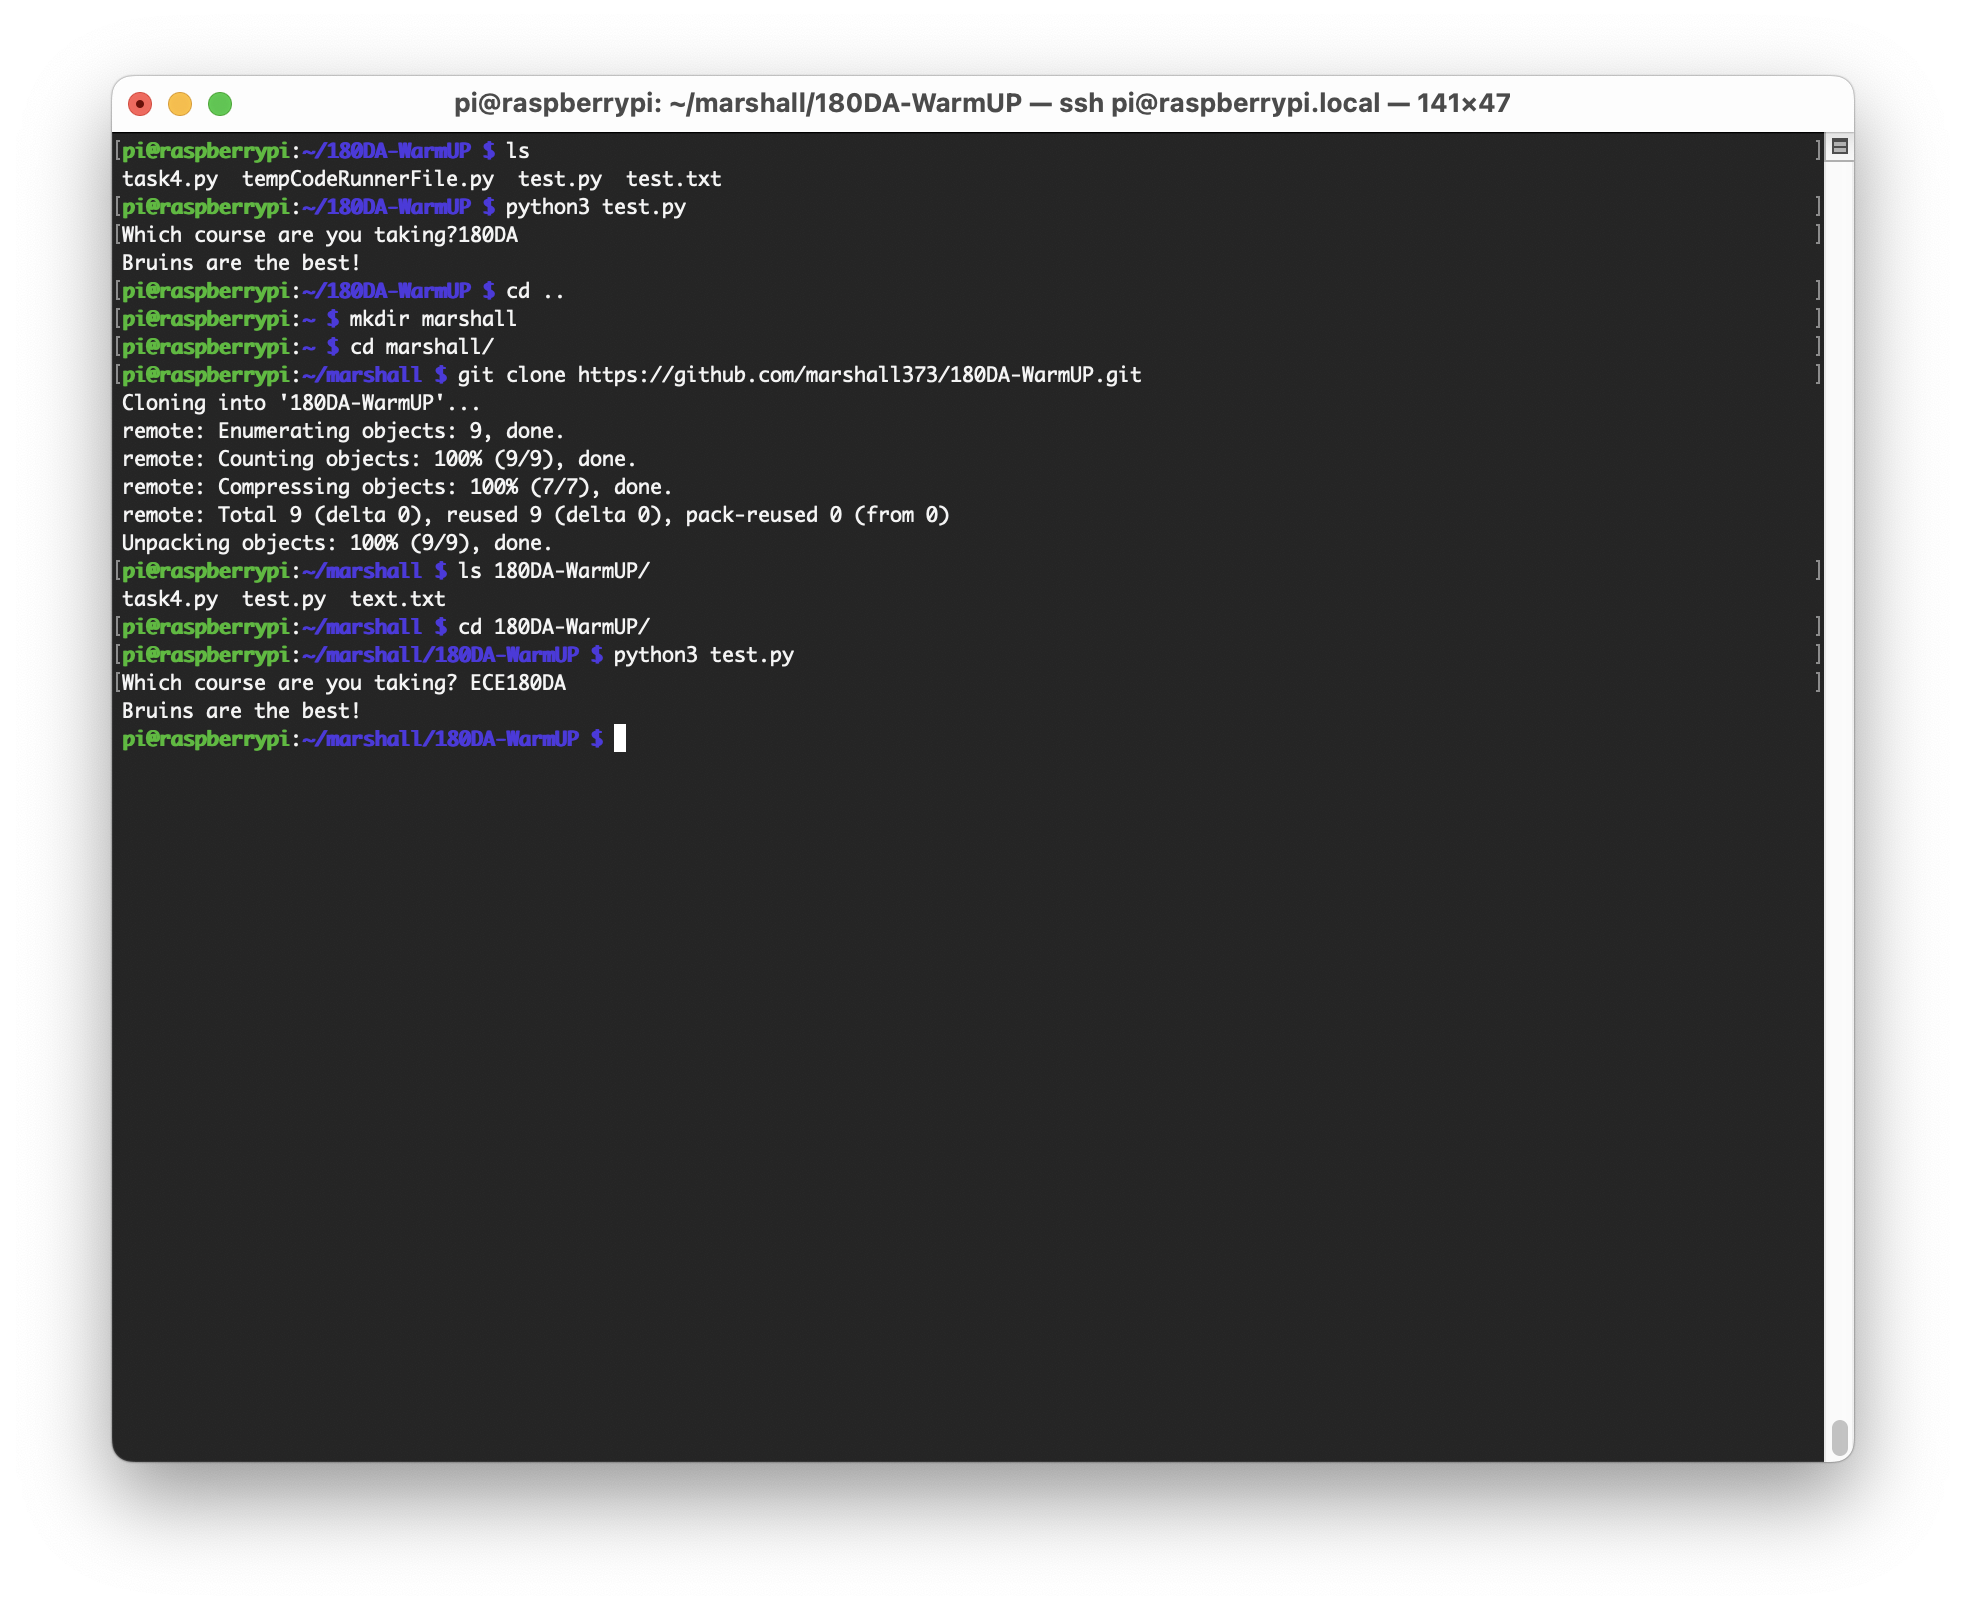 pi@raspberrypi: ~/marshall/180DA-WarmUP — ssh pi@raspberrypi.local — 141×47
[pi@raspberrypi:~/180DA-WarmUP $ ls ]
task4.py  tempCodeRunnerFile.py  test.py  test.txt
[pi@raspberrypi:~/180DA-WarmUP $ python3 test.py ]
[Which course are you taking?180DA ]
Bruins are the best!
[pi@raspberrypi:~/180DA-WarmUP $ cd .. ]
[pi@raspberrypi:~ $ mkdir marshall ]
[pi@raspberrypi:~ $ cd marshall/ ]
[pi@raspberrypi:~/marshall $ git clone https://github.com/marshall373/180DA-WarmUP.git ]
Cloning into '180DA-WarmUP'...
remote: Enumerating objects: 9, done.
remote: Counting objects: 100% (9/9), done.
remote: Compressing objects: 100% (7/7), done.
remote: Total 9 (delta 0), reused 9 (delta 0), pack-reused 0 (from 0)
Unpacking objects: 100% (9/9), done.
[pi@raspberrypi:~/marshall $ ls 180DA-WarmUP/ ]
task4.py  test.py  text.txt
[pi@raspberrypi:~/marshall $ cd 180DA-WarmUP/ ]
[pi@raspberrypi:~/marshall/180DA-WarmUP $ python3 test.py ]
[Which course are you taking? ECE180DA ]
Bruins are the best!
pi@raspberrypi:~/marshall/180DA-WarmUP $